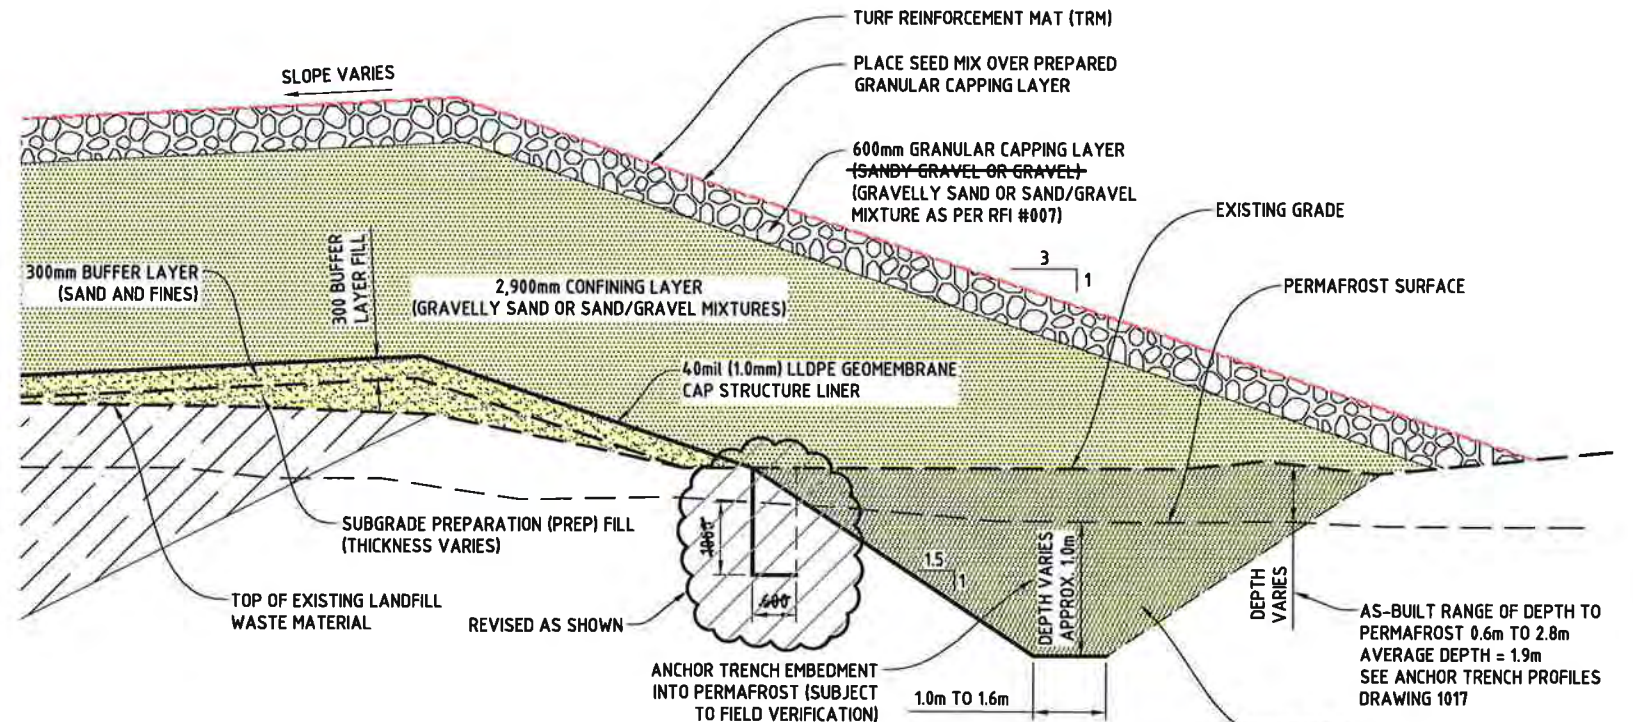 TURF REINFORCEMENT MAT (TRM)
SLOPE VARIES
PLACE SEED MIX OVER PREPARED
GRANULAR CAPPING LAYER
600mm GRANULAR CAPPING LAYER
(SANDY GRAVEL OR GRAVEL)
(GRAVELLY SAND OR SAND/GRAVEL
MIXTURE AS PER RFI #007)
EXISTING GRADE
3
1
PERMAFROST SURFACE
300mm BUFFER LAYER
(SAND AND FINES)
300 BUFFER
LAYER FILL
2,900mm CONFINING LAYER
(GRAVELLY SAND OR SAND/GRAVEL MIXTURES)
40mil (1.0mm) LLDPE GEOMEMBRANE
CAP STRUCTURE LINER
SUBGRADE PREPARATION (PREP) FILL
(THICKNESS VARIES)
1000
600
1.5
1
DEPTH VARIES
APPROX. 1.0m
DEPTH
VARIES
TOP OF EXISTING LANDFILL
WASTE MATERIAL
REVISED AS SHOWN
AS-BUILT RANGE OF DEPTH TO
PERMAFROST 0.6m TO 2.8m
AVERAGE DEPTH = 1.9m
SEE ANCHOR TRENCH PROFILES
DRAWING 1017
ANCHOR TRENCH EMBEDMENT
INTO PERMAFROST (SUBJECT
TO FIELD VERIFICATION)
1.0m TO 1.6m